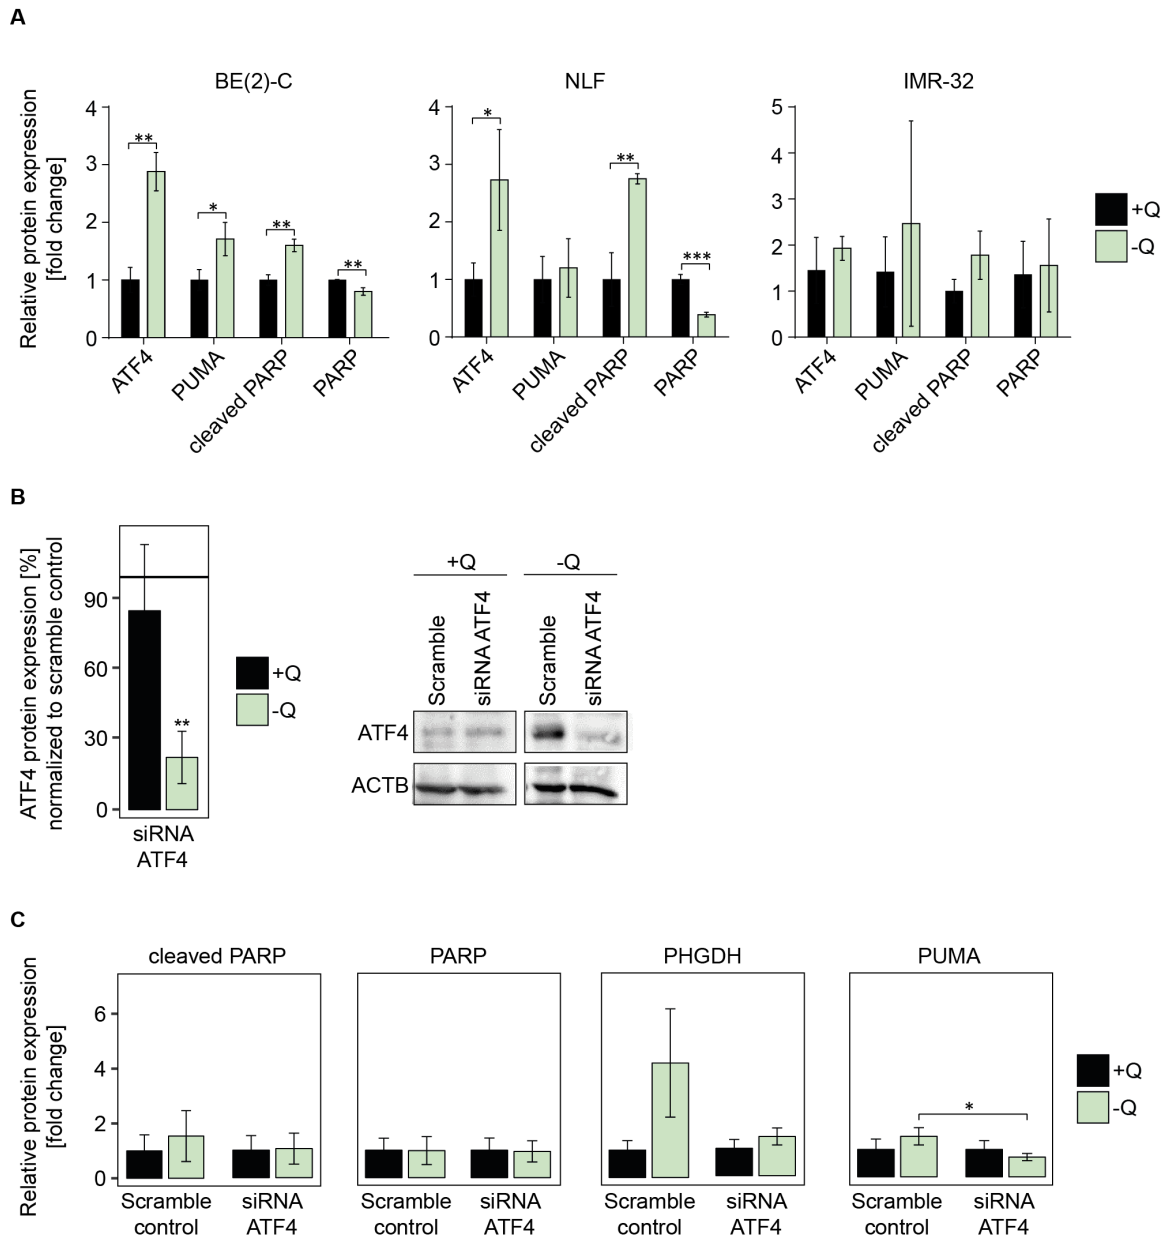 A
BE(2)-C
NLF
IMR-32
Relative protein expression
[fold change]
4
3
2
1
0
**
*
**
**
ATF4
PUMA
cleaved PARP
PARP
4
3
2
1
0
*
**
***
ATF4
PUMA
cleaved PARP
PARP
5
4
3
2
1
0
ATF4
PUMA
cleaved PARP
PARP
+Q
-Q
B
ATF4 protein expression [%]
normalized to scramble control
90
60
30
0
**
siRNA
ATF4
+Q
-Q
+Q
-Q
Scramble
siRNA ATF4
Scramble
siRNA ATF4
ATF4
ACTB
C
cleaved PARP
PARP
PHGDH
PUMA
Relative protein expression
[fold change]
6
4
2
0
*
+Q
-Q
Scramble
control
siRNA
ATF4
Scramble
control
siRNA
ATF4
Scramble
control
siRNA
ATF4
Scramble
control
siRNA
ATF4